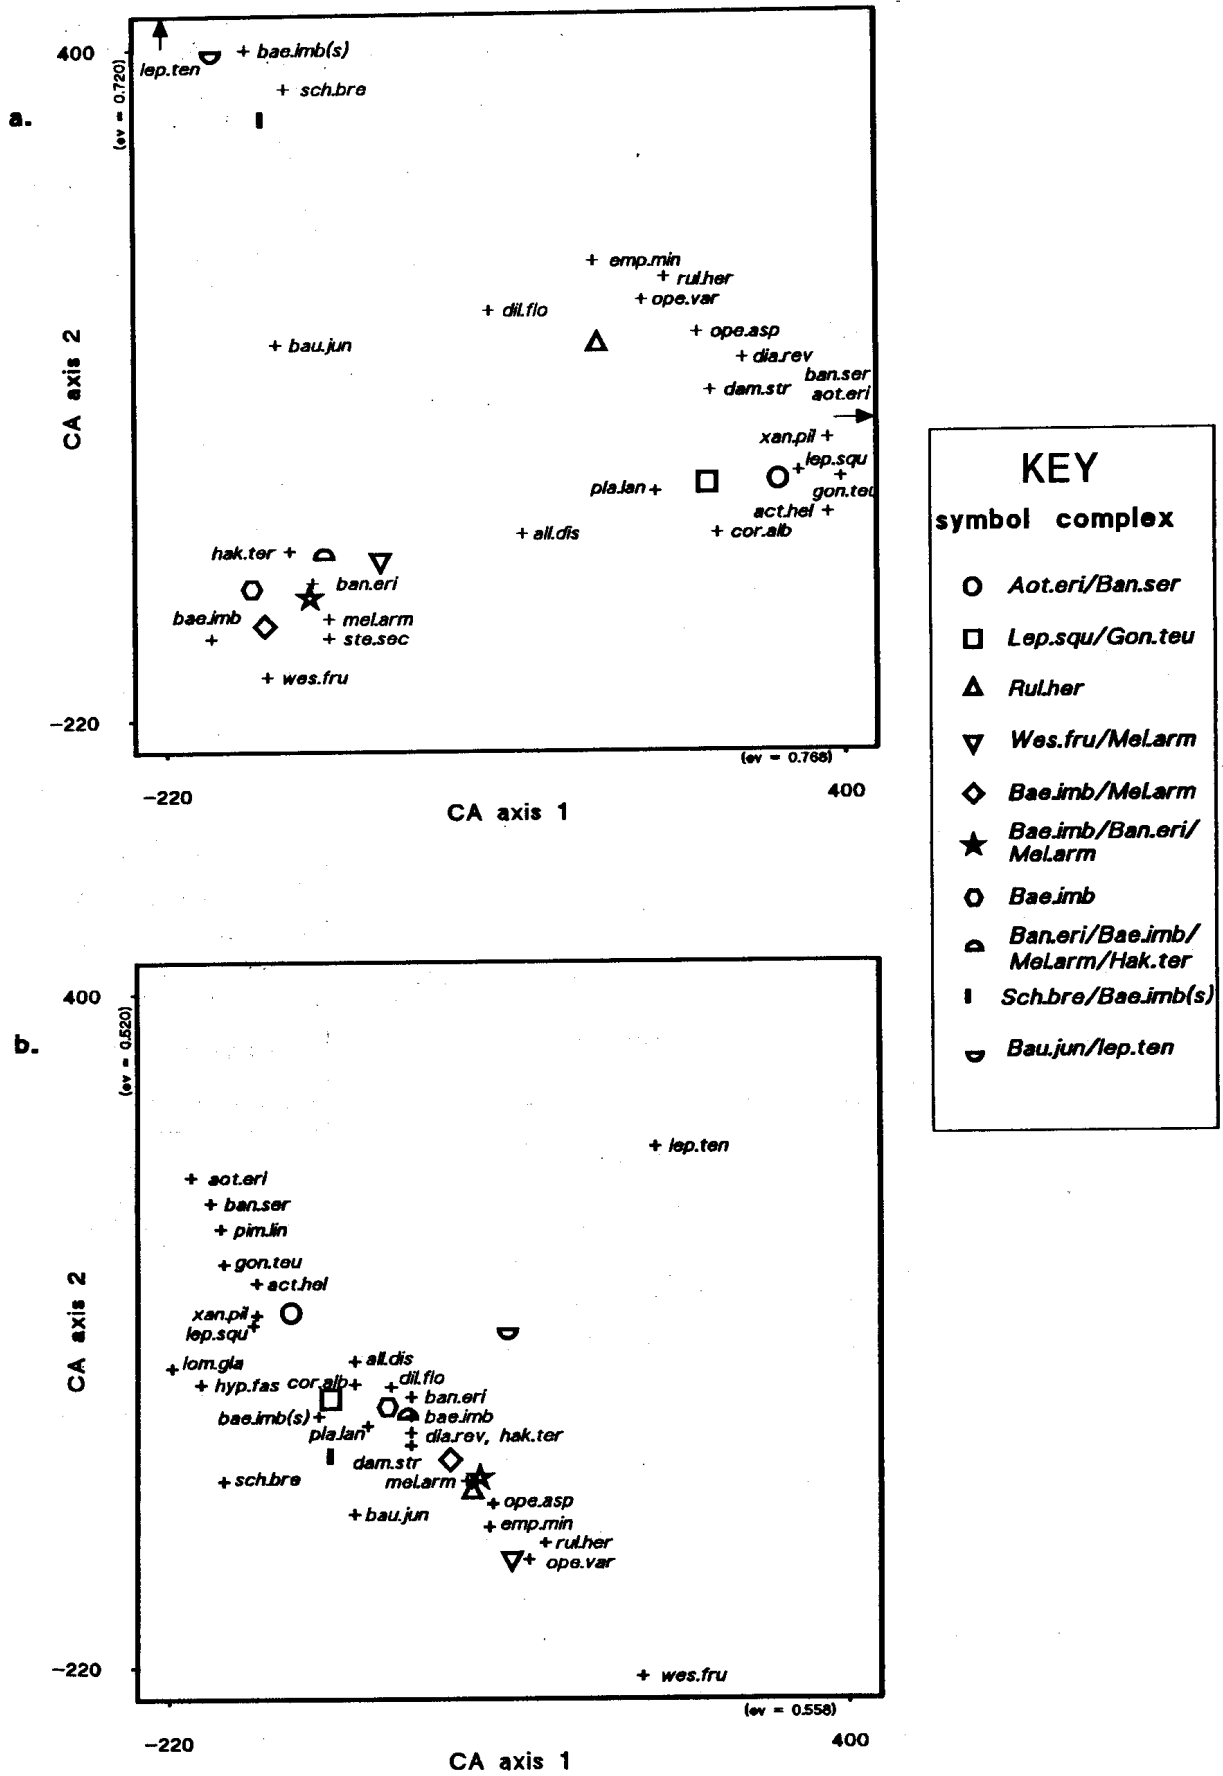 a.
400
(ev = 0.720)
lep.ten
bae.imb(s)
sch.bre
emp.min
rul.her
ope.var
dil.flo
ope.asp
bau.jun
dia.rev
ban.ser
dam.str
aot.eri
xan.pil
lep.squ
pla.lan
gon.teu
act.hel
all.dis
cor.alb
hak.ter
ban.eri
bae.imb
mel.arm
ste.sec
wes.fru
CA axis 2
-220
(ev = 0.768)
-220
400
CA axis 1
KEY
symbol complex
Aot.eri/Ban.ser
Lep.squ/Gon.teu
Rul.her
Wes.fru/Mel.arm
Bae.imb/Mel.arm
Bae.imb/Ban.eri/
Mel.arm
Bae.imb
Ban.eri/Bae.imb/
Mel.arm/Hak.ter
Sch.bre/Bae.imb(s)
Bau.jun/lep.ten
b.
400
(ev = 0.520)
lep.ten
aot.eri
ban.ser
pim.lin
gon.teu
act.hel
xan.pil
lep.squ
lom.gla
all.dis
hyp.fas
cor.alb
dil.flo
ban.eri
bae.imb(s)
bae.imb
pla.lan
dia.rev, hak.ter
dam.str
sch.bre
mel.arm
ope.asp
bau.jun
emp.min
rul.her
ope.var
wes.fru
CA axis 2
-220
(ev = 0.558)
-220
400
CA axis 1